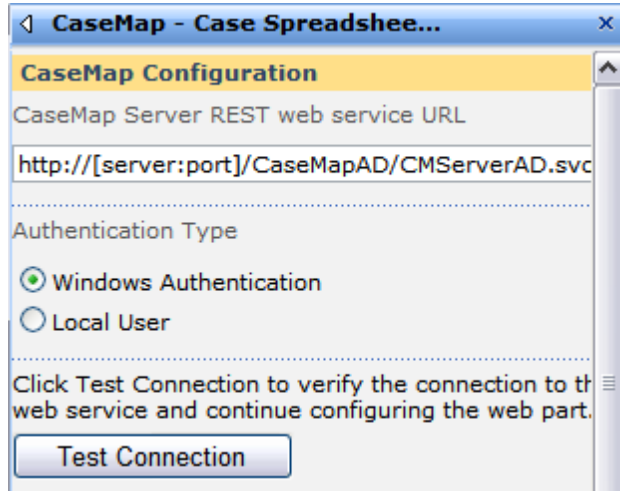 CaseMap - Case Spreadshee...
CaseMap Configuration
CaseMap Server REST web service URL
http://[server:port]/CaseMapAD/CMServerAD.svc
Authentication Type
Windows Authentication
Local User
Click Test Connection to verify the connection to th
web service and continue configuring the web part.
Test Connection